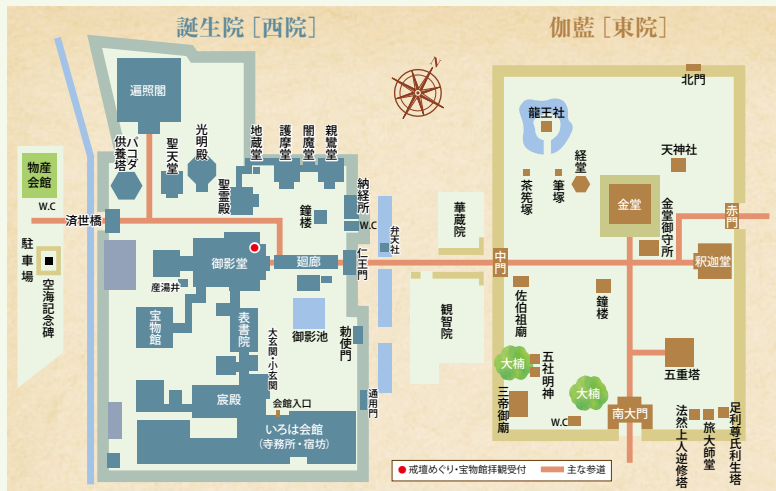 誕生院［西院］
伽藍［東院］
N
遍照閣
供養塔
パコダ
聖天堂
光明殿
地蔵堂
護摩堂
閻魔堂
親鸞堂
聖霊殿
鐘楼
納経所
W.C
弁天社
物産
会館
W.C
済世橋
駐車場
空海記念碑
御影堂
廻廊
仁王門
産湯井
宝物館
表書院
御影池
勅使門
大玄関・小玄関
宸殿
会館入口
通用門
いろは会館
（寺務所・宿坊）
華蔵院
観智院
北門
龍王社
天神社
経堂
茶筅塚
筆塚
金堂
金堂御守所
赤門
中門
釈迦堂
佐伯祖廟
鐘楼
大楠
五社明神
五重塔
三帝御廟
大楠
W.C
南大門
法然上人逆修塔
旅大師堂
足利尊氏利生塔
戒壇めぐり・宝物館拝観受付
主な参道